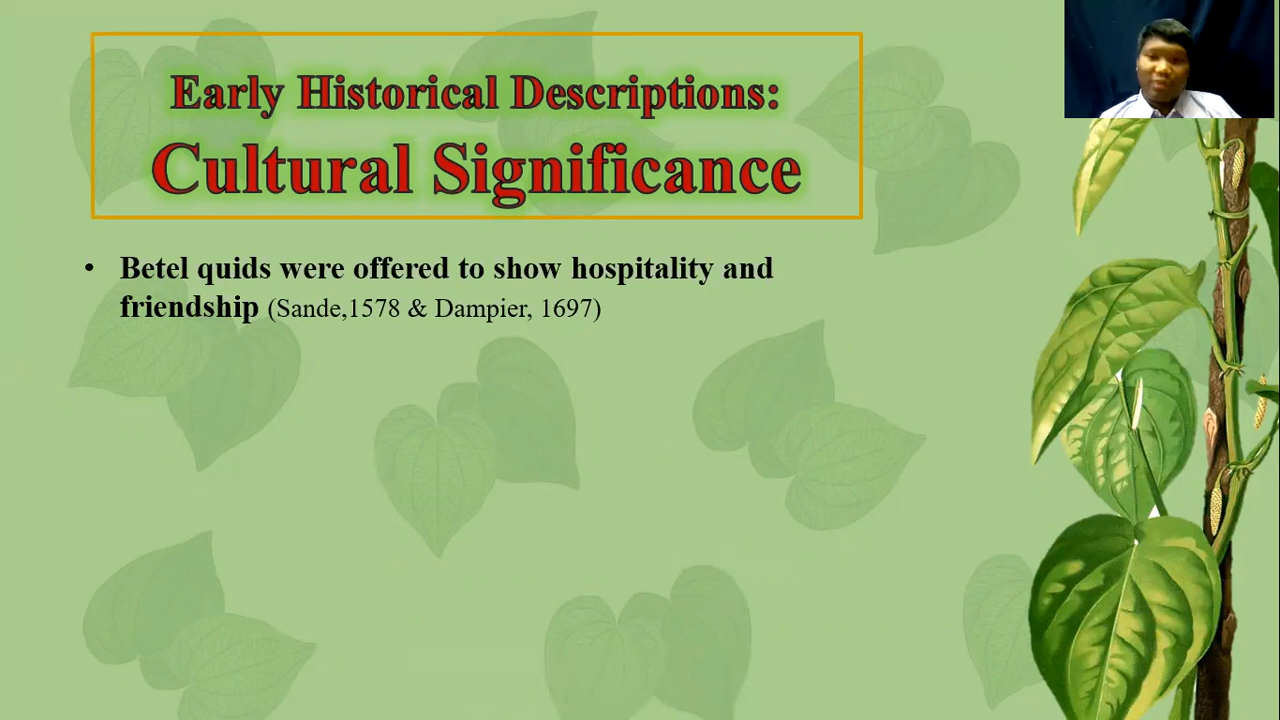 Early Historical Descriptions:
Cultural Significance
• Betel quids were offered to show hospitality and
friendship (Sande,1578 & Dampier, 1697)